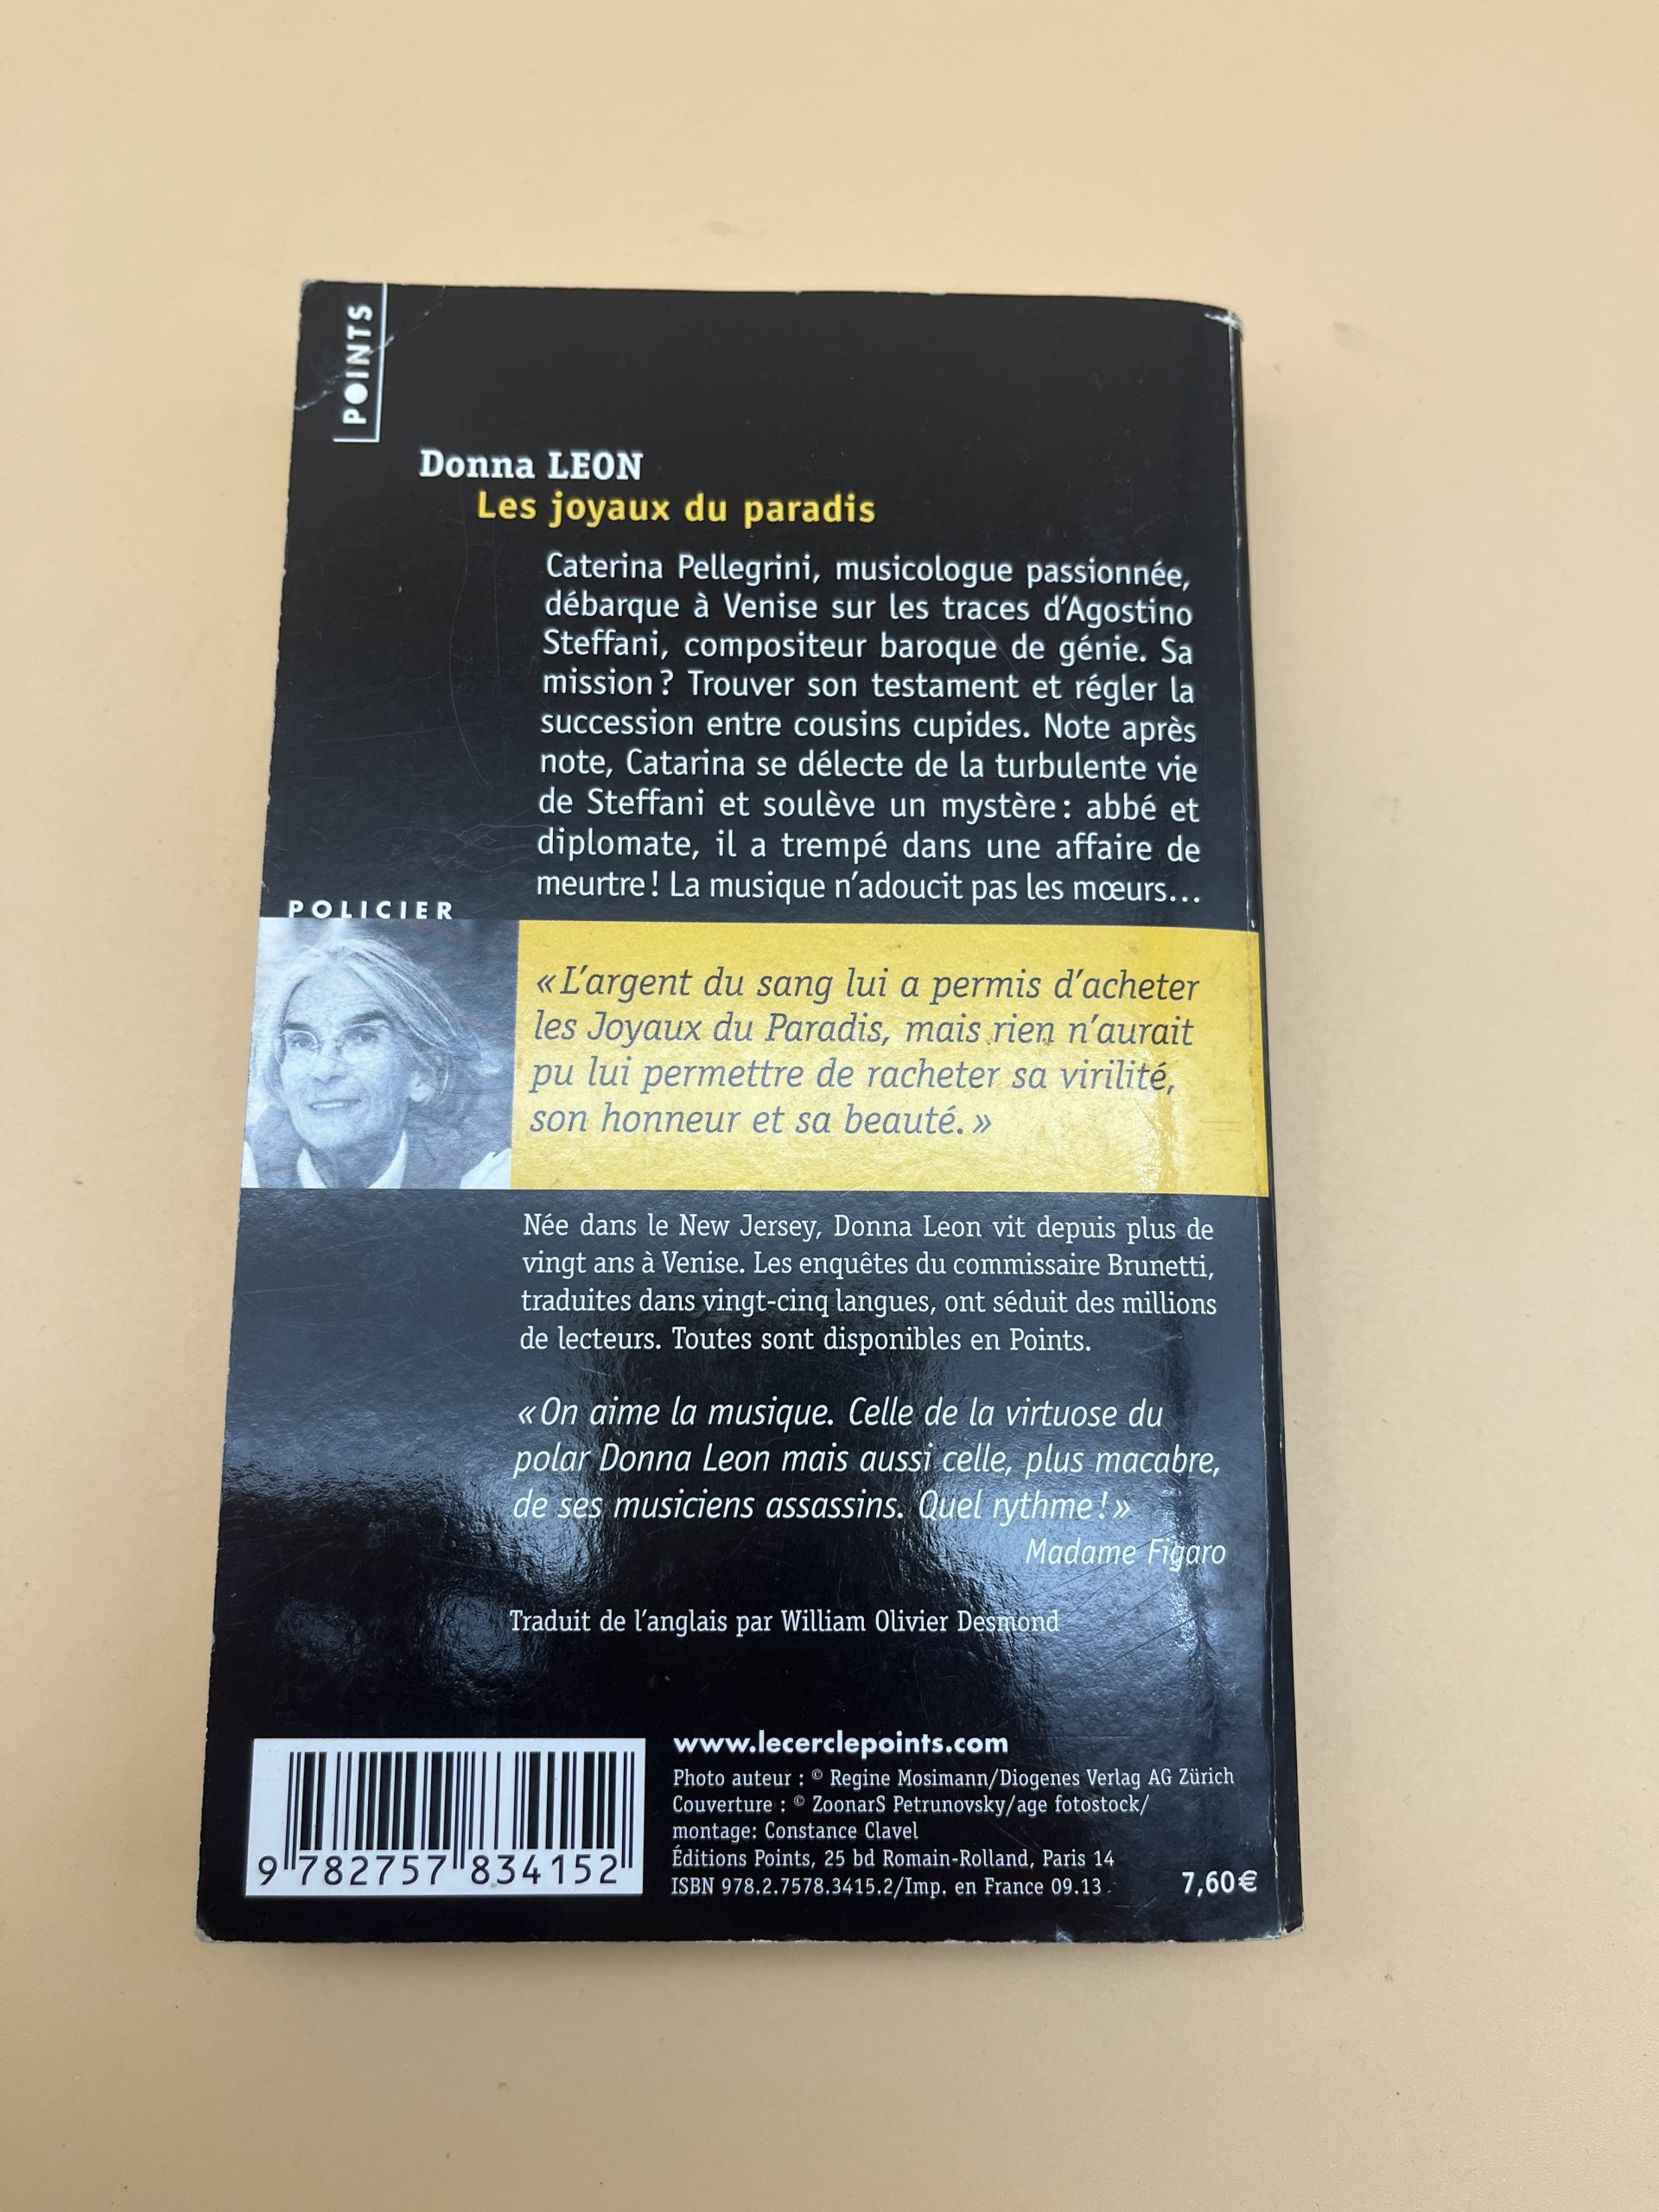 POINTS
Donna LEON
Les joyaux du paradis
Caterina Pellegrini, musicologue passionnée,
débarque à Venise sur les traces d'Agostino
Steffani, compositeur baroque de génie. Sa
mission ? Trouver son testament et régler la
succession entre cousins cupides. Note après
note, Catarina se délecte de la turbulente vie
de Steffani et soulève un mystère : abbé et
diplomate, il a trempé dans une affaire de
meurtre ! La musique n'adoucit pas les mœurs…
POLICIER
« L'argent du sang lui a permis d'acheter
les Joyaux du Paradis, mais rien n'aurait
pu lui permettre de racheter sa virilité,
son honneur et sa beauté. »
Née dans le New Jersey, Donna Leon vit depuis plus de
vingt ans à Venise. Les enquêtes du commissaire Brunetti,
traduites dans vingt-cinq langues, ont séduit des millions
de lecteurs. Toutes sont disponibles en Points.
« On aime la musique. Celle de la virtuose du
polar Donna Leon mais aussi celle, plus macabre,
de ses musiciens assassins. Quel rythme ! »
Madame Figaro
Traduit de l'anglais par William Olivier Desmond
www.lecerclepoints.com
Photo auteur : © Regine Mosimann/Diogenes Verlag AG Zürich
Couverture : © ZoonarS Petrunovsky/age fotostock/
montage: Constance Clavel
Éditions Points, 25 bd Romain-Rolland, Paris 14
ISBN 978.2.7578.3415.2/Imp. en France 09.13
7,60€
9 782757 834152